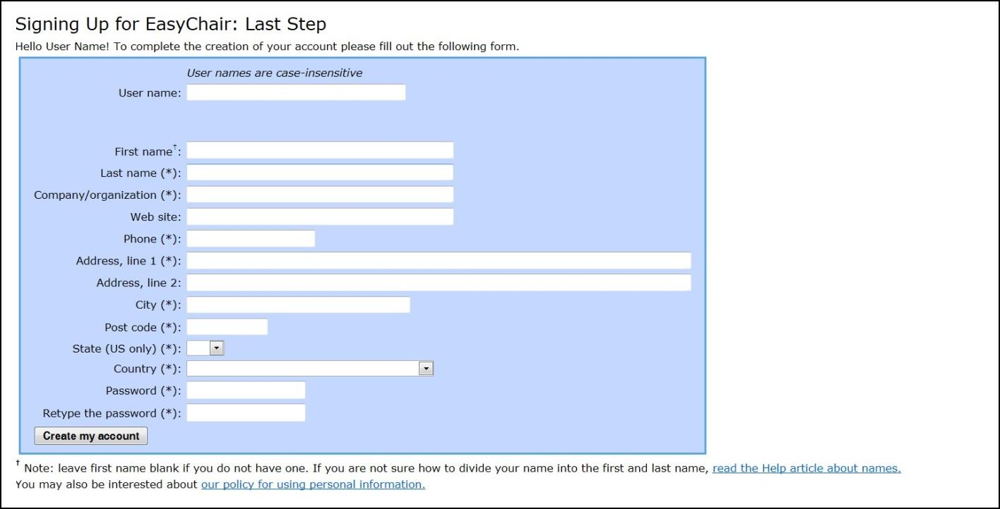 Signing Up for EasyChair: Last Step
Hello User Name! To complete the creation of your account please fill out the following form.
User names are case-insensitive
User name:
First name†:
Last name (*):
Company/organization (*):
Web site:
Phone (*):
Address, line 1 (*):
Address, line 2:
City (*):
Post code (*):
State (US only) (*):
Country (*):
Password (*):
Retype the password (*):
Create my account
† Note: leave first name blank if you do not have one. If you are not sure how to divide your name into the first and last name, read the Help article about names.
You may also be interested about our policy for using personal information.